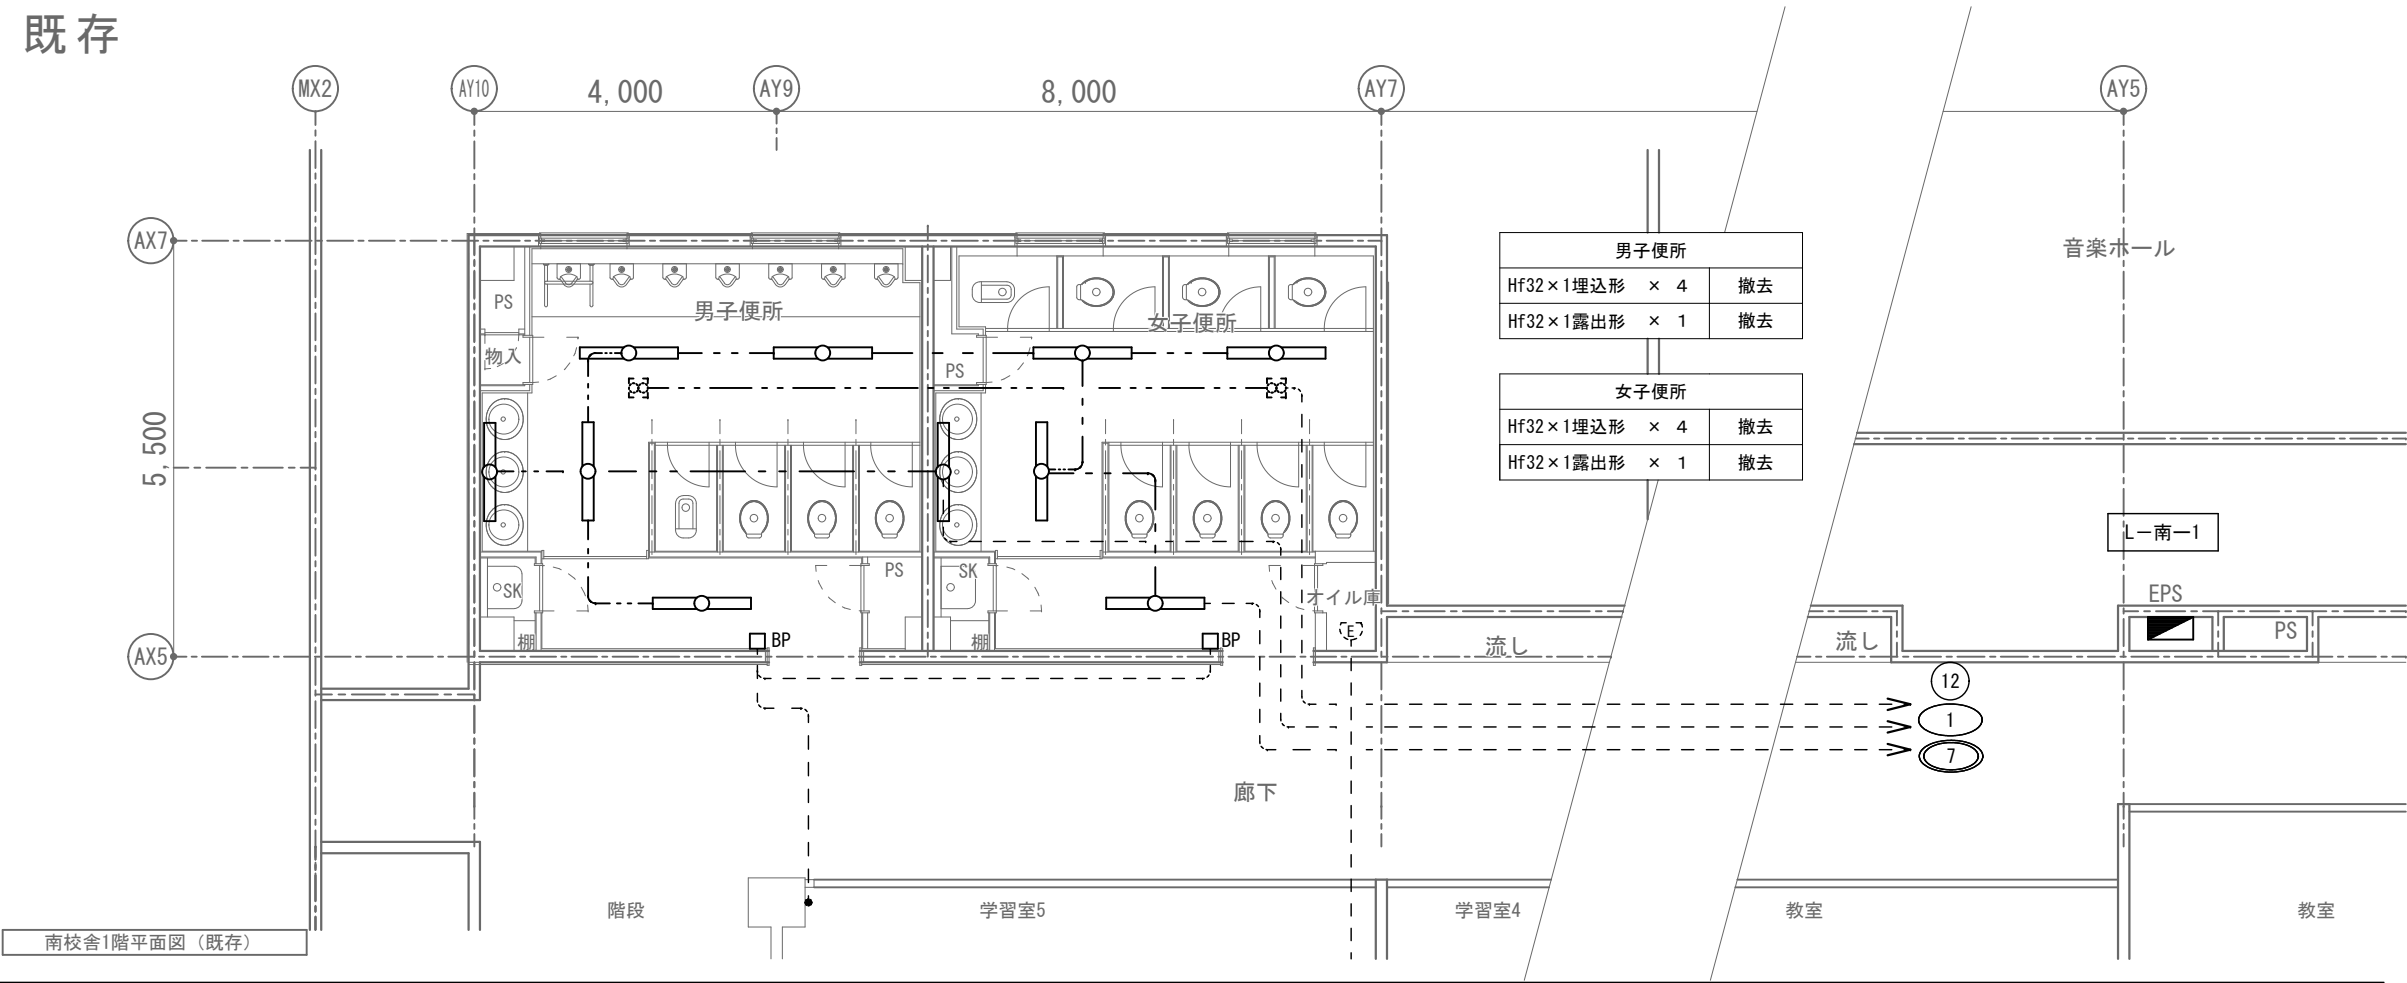 既存
MX2
AY10
4,000
AY9
8,000
AY7
AY5
AX7
5,500
AX5
PS
物入
男子便所
PS
女子便所
SK
棚
BP
PS
SK
棚
BP
オイル庫
E
男子便所
Hf32×1埋込形 × 4 撤去
Hf32×1露出形 × 1 撤去
女子便所
Hf32×1埋込形 × 4 撤去
Hf32×1露出形 × 1 撤去
音楽ホール
L－南－1
EPS
PS
流し
流し
12
1
7
廊下
階段
学習室5
学習室4
教室
教室
南校舎1階平面図（既存）